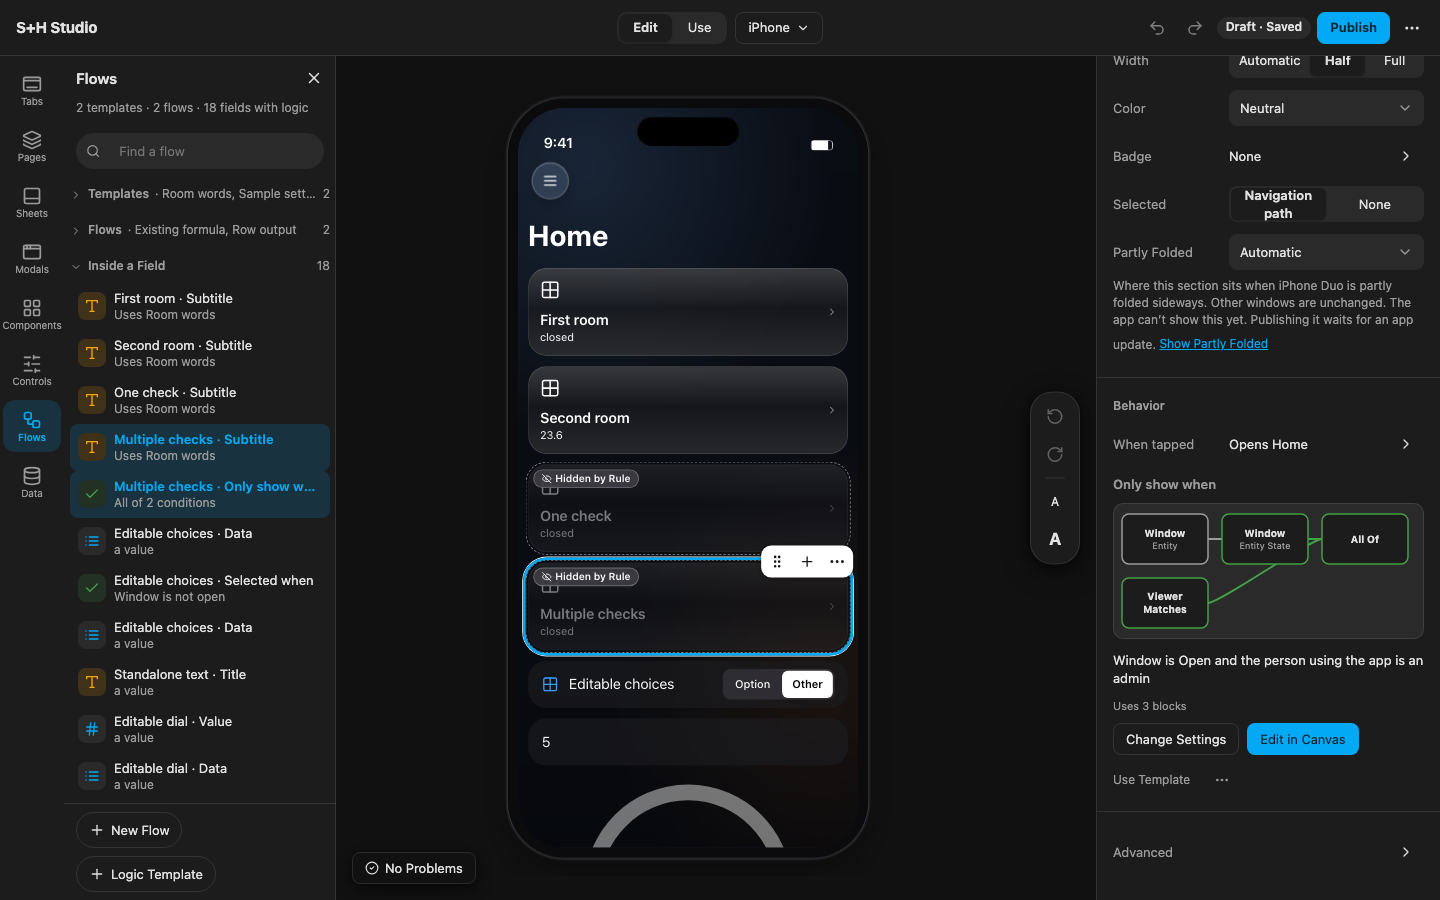 S+H Studio
Edit
Use
iPhone
Draft · Saved
Publish
Tabs
Pages
Sheets
Modals
Components
Controls
Flows
Data
Flows
2 templates · 2 flows · 18 fields with logic
Find a flow
Templates · Room words, Sample sett... 2
Flows · Existing formula, Row output 2
Inside a Field 18
First room · Subtitle
Uses Room words
Second room · Subtitle
Uses Room words
One check · Subtitle
Uses Room words
Multiple checks · Subtitle
Uses Room words
Multiple checks · Only show w...
All of 2 conditions
Editable choices · Data
a value
Editable choices · Selected when
Window is not open
Editable choices · Data
a value
Standalone text · Title
a value
Editable dial · Value
a value
Editable dial · Data
a value
New Flow
Logic Template
9:41
Home
First room
closed
Second room
23.6
Hidden by Rule
One check
closed
Hidden by Rule
Multiple checks
closed
Editable choices
Option
Other
5
No Problems
A
A
Width
Automatic
Half
Full
Color
Neutral
Badge
None
Selected
Navigation
path
None
Partly Folded
Automatic
Where this section sits when iPhone Duo is partly
folded sideways. Other windows are unchanged. The
app can't show this yet. Publishing it waits for an app
update. Show Partly Folded
Behavior
When tapped
Opens Home
Only show when
Window
Entity
Window
Entity State
All Of
Viewer
Matches
Window is Open and the person using the app is an
admin
Uses 3 blocks
Change Settings
Edit in Canvas
Use Template
Advanced